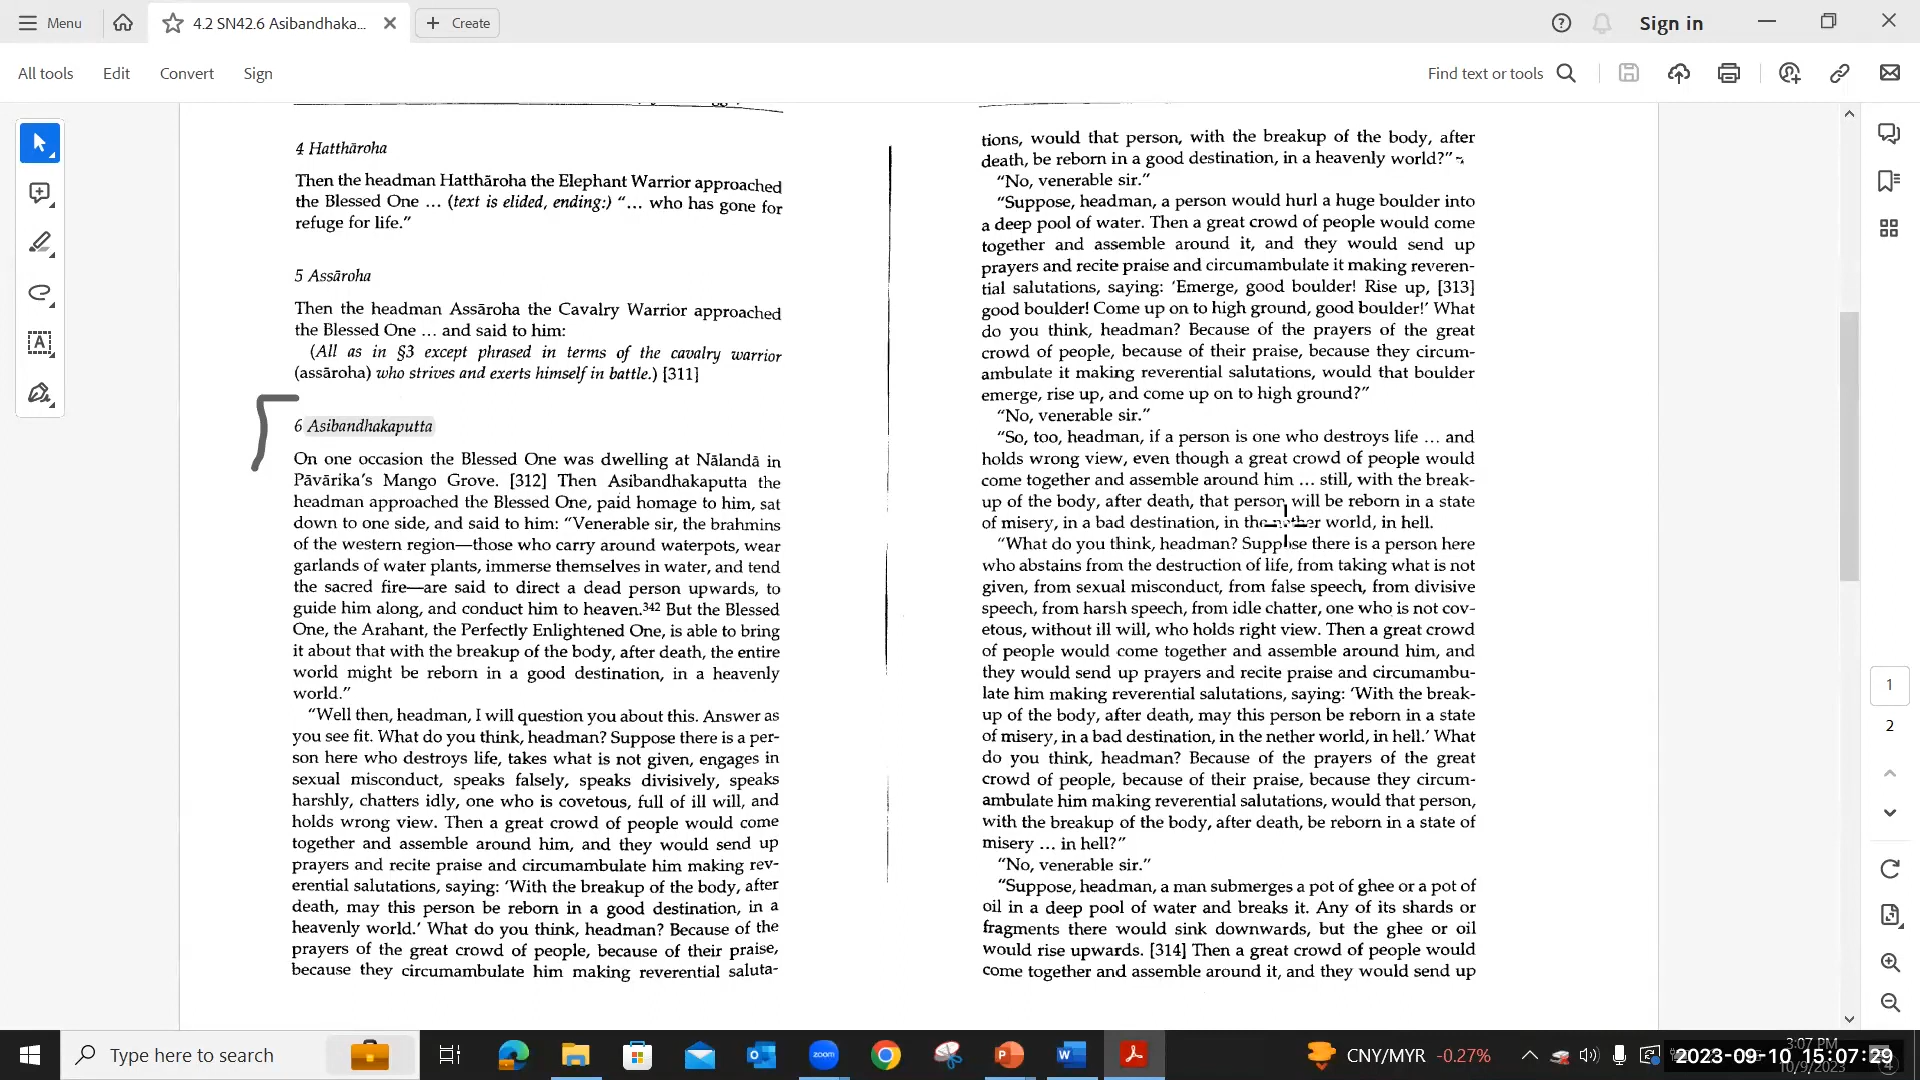 Menu
4.2 SN42.6 Asibandhaka...
Create
Sign in
All tools
Edit
Convert
Sign
Find text or tools
4 Hatthāroha
Then the headman Hatthāroha the Elephant Warrior approached
the Blessed One ... (text is elided, ending:) “... who has gone for
refuge for life.”
5 Assāroha
Then the headman Assāroha the Cavalry Warrior approached
the Blessed One ... and said to him:
(All as in §3 except phrased in terms of the cavalry warrior
(assāroha) who strives and exerts himself in battle.) [311]
6 Asibandhakaputta
On one occasion the Blessed One was dwelling at Nālandā in
Pāvārika’s Mango Grove. [312] Then Asibandhakaputta the
headman approached the Blessed One, paid homage to him, sat
down to one side, and said to him: “Venerable sir, the brahmins
of the western region—those who carry around waterpots, wear
garlands of water plants, immerse themselves in water, and tend
the sacred fire—are said to direct a dead person upwards, to
guide him along, and conduct him to heaven.342 But the Blessed
One, the Arahant, the Perfectly Enlightened One, is able to bring
it about that with the breakup of the body, after death, the entire
world might be reborn in a good destination, in a heavenly
world.”
“Well then, headman, I will question you about this. Answer as
you see fit. What do you think, headman? Suppose there is a per-
son here who destroys life, takes what is not given, engages in
sexual misconduct, speaks falsely, speaks divisively, speaks
harshly, chatters idly, one who is covetous, full of ill will, and
holds wrong view. Then a great crowd of people would come
together and assemble around him, and they would send up
prayers and recite praise and circumambulate him making rev-
erential salutations, saying: ‘With the breakup of the body, after
death, may this person be reborn in a good destination, in a
heavenly world.’ What do you think, headman? Because of the
prayers of the great crowd of people, because of their praise,
because they circumambulate him making reverential saluta-
tions, would that person, with the breakup of the body, after
death, be reborn in a good destination, in a heavenly world?”
“No, venerable sir.”
“Suppose, headman, a person would hurl a huge boulder into
a deep pool of water. Then a great crowd of people would come
together and assemble around it, and they would send up
prayers and recite praise and circumambulate it making reveren-
tial salutations, saying: ‘Emerge, good boulder! Rise up, [313]
good boulder! Come up on to high ground, good boulder!’ What
do you think, headman? Because of the prayers of the great
crowd of people, because of their praise, because they circum-
ambulate it making reverential salutations, would that boulder
emerge, rise up, and come up on to high ground?”
“No, venerable sir.”
“So, too, headman, if a person is one who destroys life ... and
holds wrong view, even though a great crowd of people would
come together and assemble around him ... still, with the break-
up of the body, after death, that person will be reborn in a state
of misery, in a bad destination, in the nether world, in hell.
“What do you think, headman? Suppose there is a person here
who abstains from the destruction of life, from taking what is not
given, from sexual misconduct, from false speech, from divisive
speech, from harsh speech, from idle chatter, one who is not cov-
etous, without ill will, who holds right view. Then a great crowd
of people would come together and assemble around him, and
they would send up prayers and recite praise and circumambu-
late him making reverential salutations, saying: ‘With the break-
up of the body, after death, may this person be reborn in a state
of misery, in a bad destination, in the nether world, in hell.’ What
do you think, headman? Because of the prayers of the great
crowd of people, because of their praise, because they circum-
ambulate him making reverential salutations, would that person,
with the breakup of the body, after death, be reborn in a state of
misery ... in hell?”
“No, venerable sir.”
“Suppose, headman, a man submerges a pot of ghee or a pot of
oil in a deep pool of water and breaks it. Any of its shards or
fragments there would sink downwards, but the ghee or oil
would rise upwards. [314] Then a great crowd of people would
come together and assemble around it, and they would send up
1
2
Type here to search
zoom
CNY/MYR -0.27%
3:07 PM
2023-09-10 15:07:29
10/9/2023